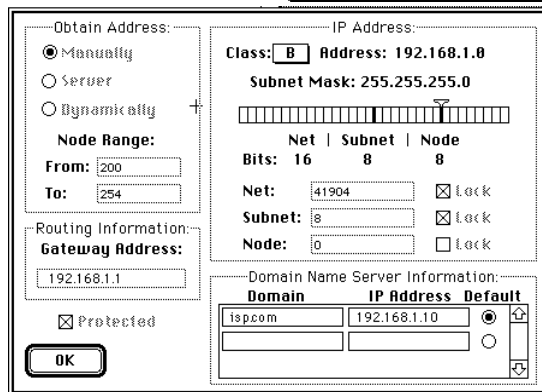 Obtain Address:
Manually
Server
Dynamically
Node Range:
From: 200
To: 254
Routing Information:
Gateway Address:
192.168.1.1
Protected
OK
IP Address:
Class: B Address: 192.168.1.0
Subnet Mask: 255.255.255.0
Net | Subnet | Node
Bits: 16 8 8
Net: 41904 Lock
Subnet: 8 Lock
Node: 0 Lock
Domain Name Server Information:
Domain IP Address Default
isp.com 192.168.1.10